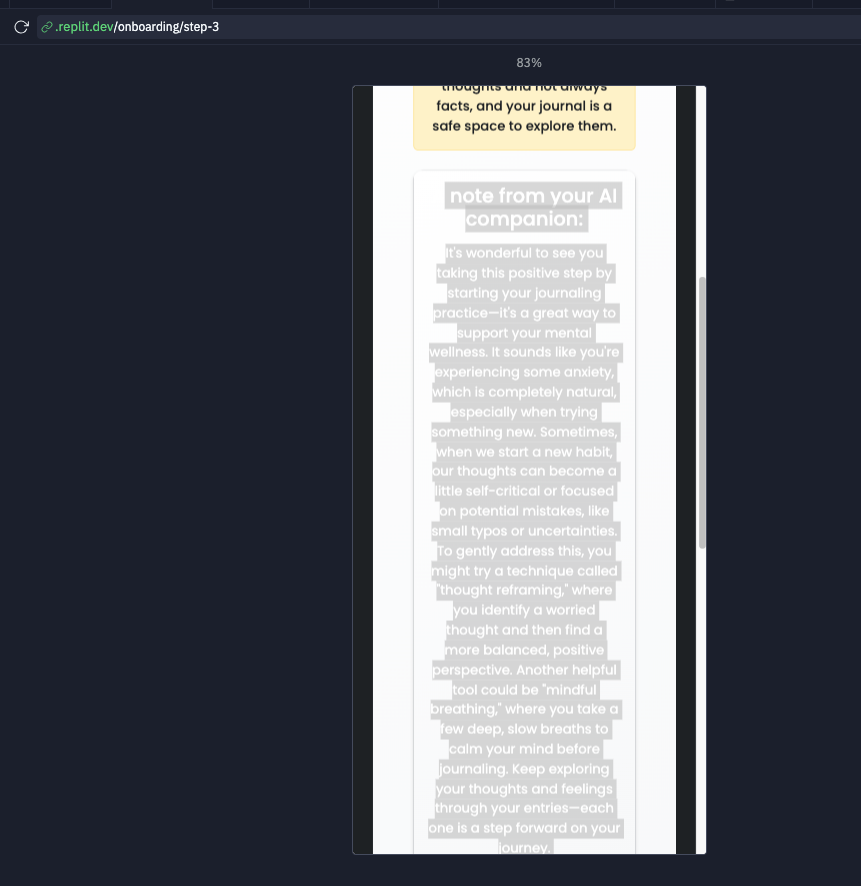 .replit.dev/onboarding/step-3
83%
thoughts and not always
facts, and your journal is a
safe space to explore them.
note from your AI
companion:
It's wonderful to see you
taking this positive step by
starting your journaling
practice—it's a great way to
support your mental
wellness. It sounds like you're
experiencing some anxiety,
which is completely natural,
especially when trying
something new. Sometimes,
when we start a new habit,
our thoughts can become a
little self-critical or focused
on potential mistakes, like
small typos or uncertainties.
To gently address this, you
might try a technique called
"thought reframing," where
you identify a worried
thought and then find a
more balanced, positive
perspective. Another helpful
tool could be "mindful
breathing," where you take a
few deep, slow breaths to
calm your mind before
journaling. Keep exploring
your thoughts and feelings
through your entries—each
one is a step forward on your
journey.